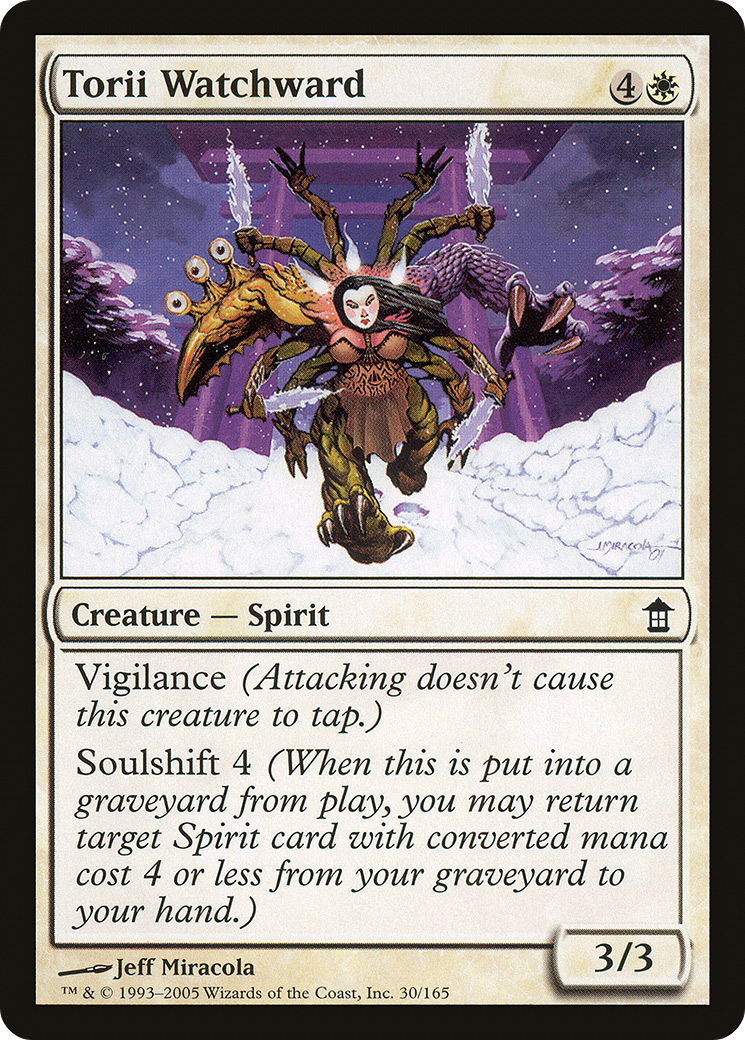 Torii Watchward 4
J.MIRACOLA
Creature — Spirit
Vigilance (Attacking doesn't cause
this creature to tap.)
Soulshift 4 (When this is put into a
graveyard from play, you may return
target Spirit card with converted mana
cost 4 or less from your graveyard to
your hand.)
3/3
Jeff Miracola
™ & © 1993–2005 Wizards of the Coast, Inc. 30/165